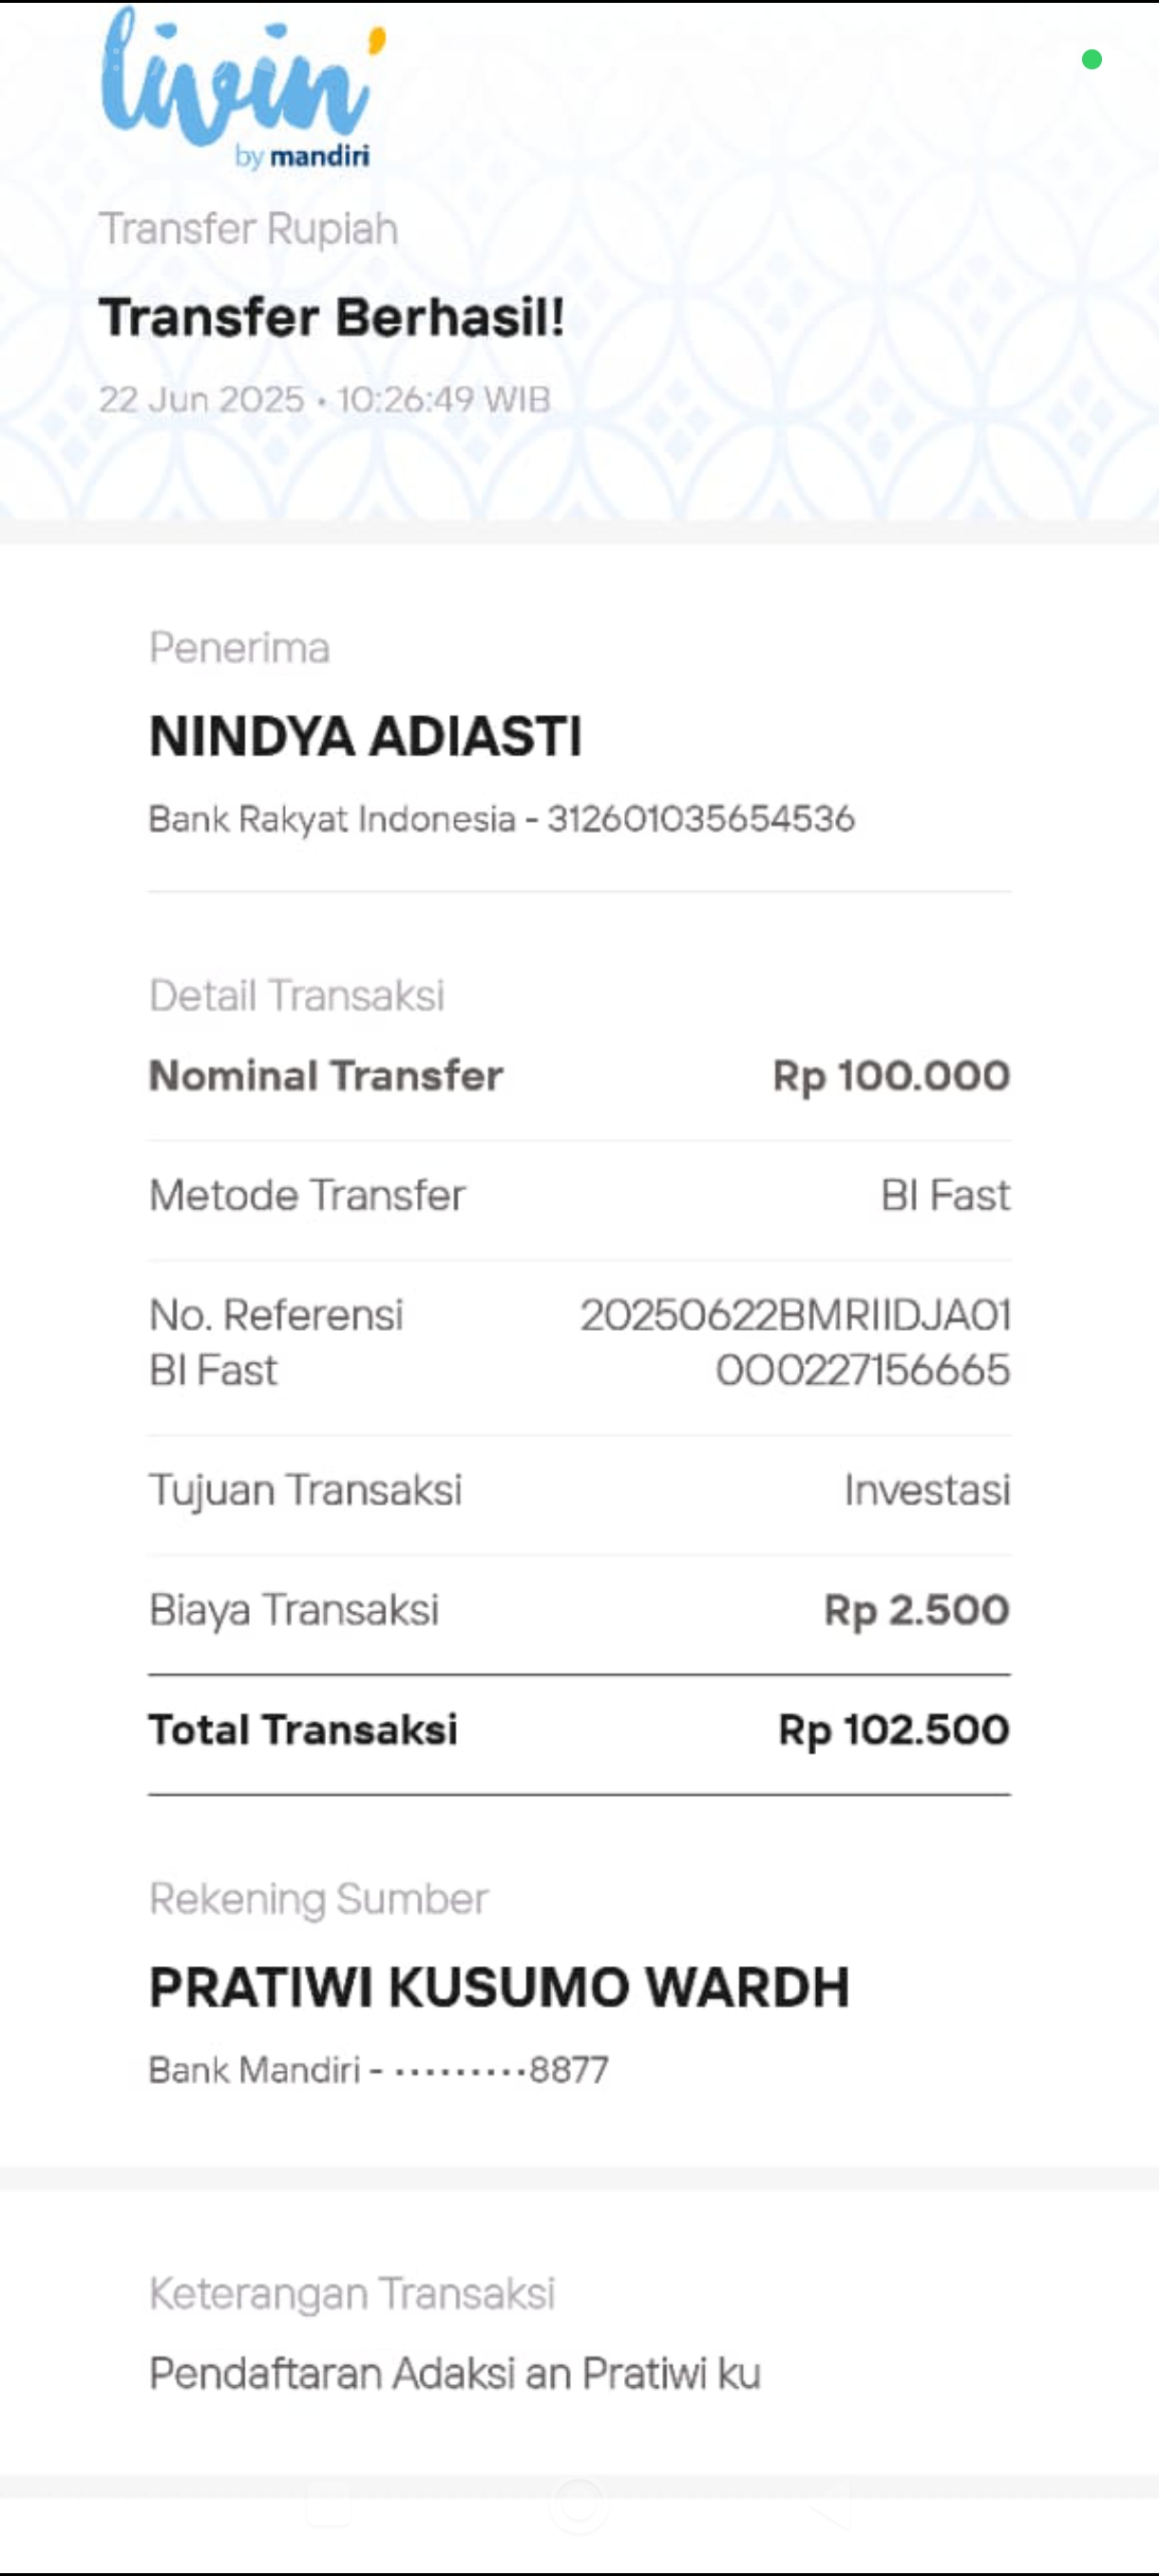 livin'
by mandiri
Transfer Rupiah
Transfer Berhasil!
22 Jun 2025 • 10:26:49 WIB
Penerima
NINDYA ADIASTI
Bank Rakyat Indonesia - 312601035654536
Detail Transaksi
Nominal Transfer Rp 100.000
Metode Transfer BI Fast
No. Referensi 20250622BMRIIDJA01
BI Fast 000227156665
Tujuan Transaksi Investasi
Biaya Transaksi Rp 2.500
Total Transaksi Rp 102.500
Rekening Sumber
PRATIWI KUSUMO WARDH
Bank Mandiri - ·········8877
Keterangan Transaksi
Pendaftaran Adaksi an Pratiwi ku